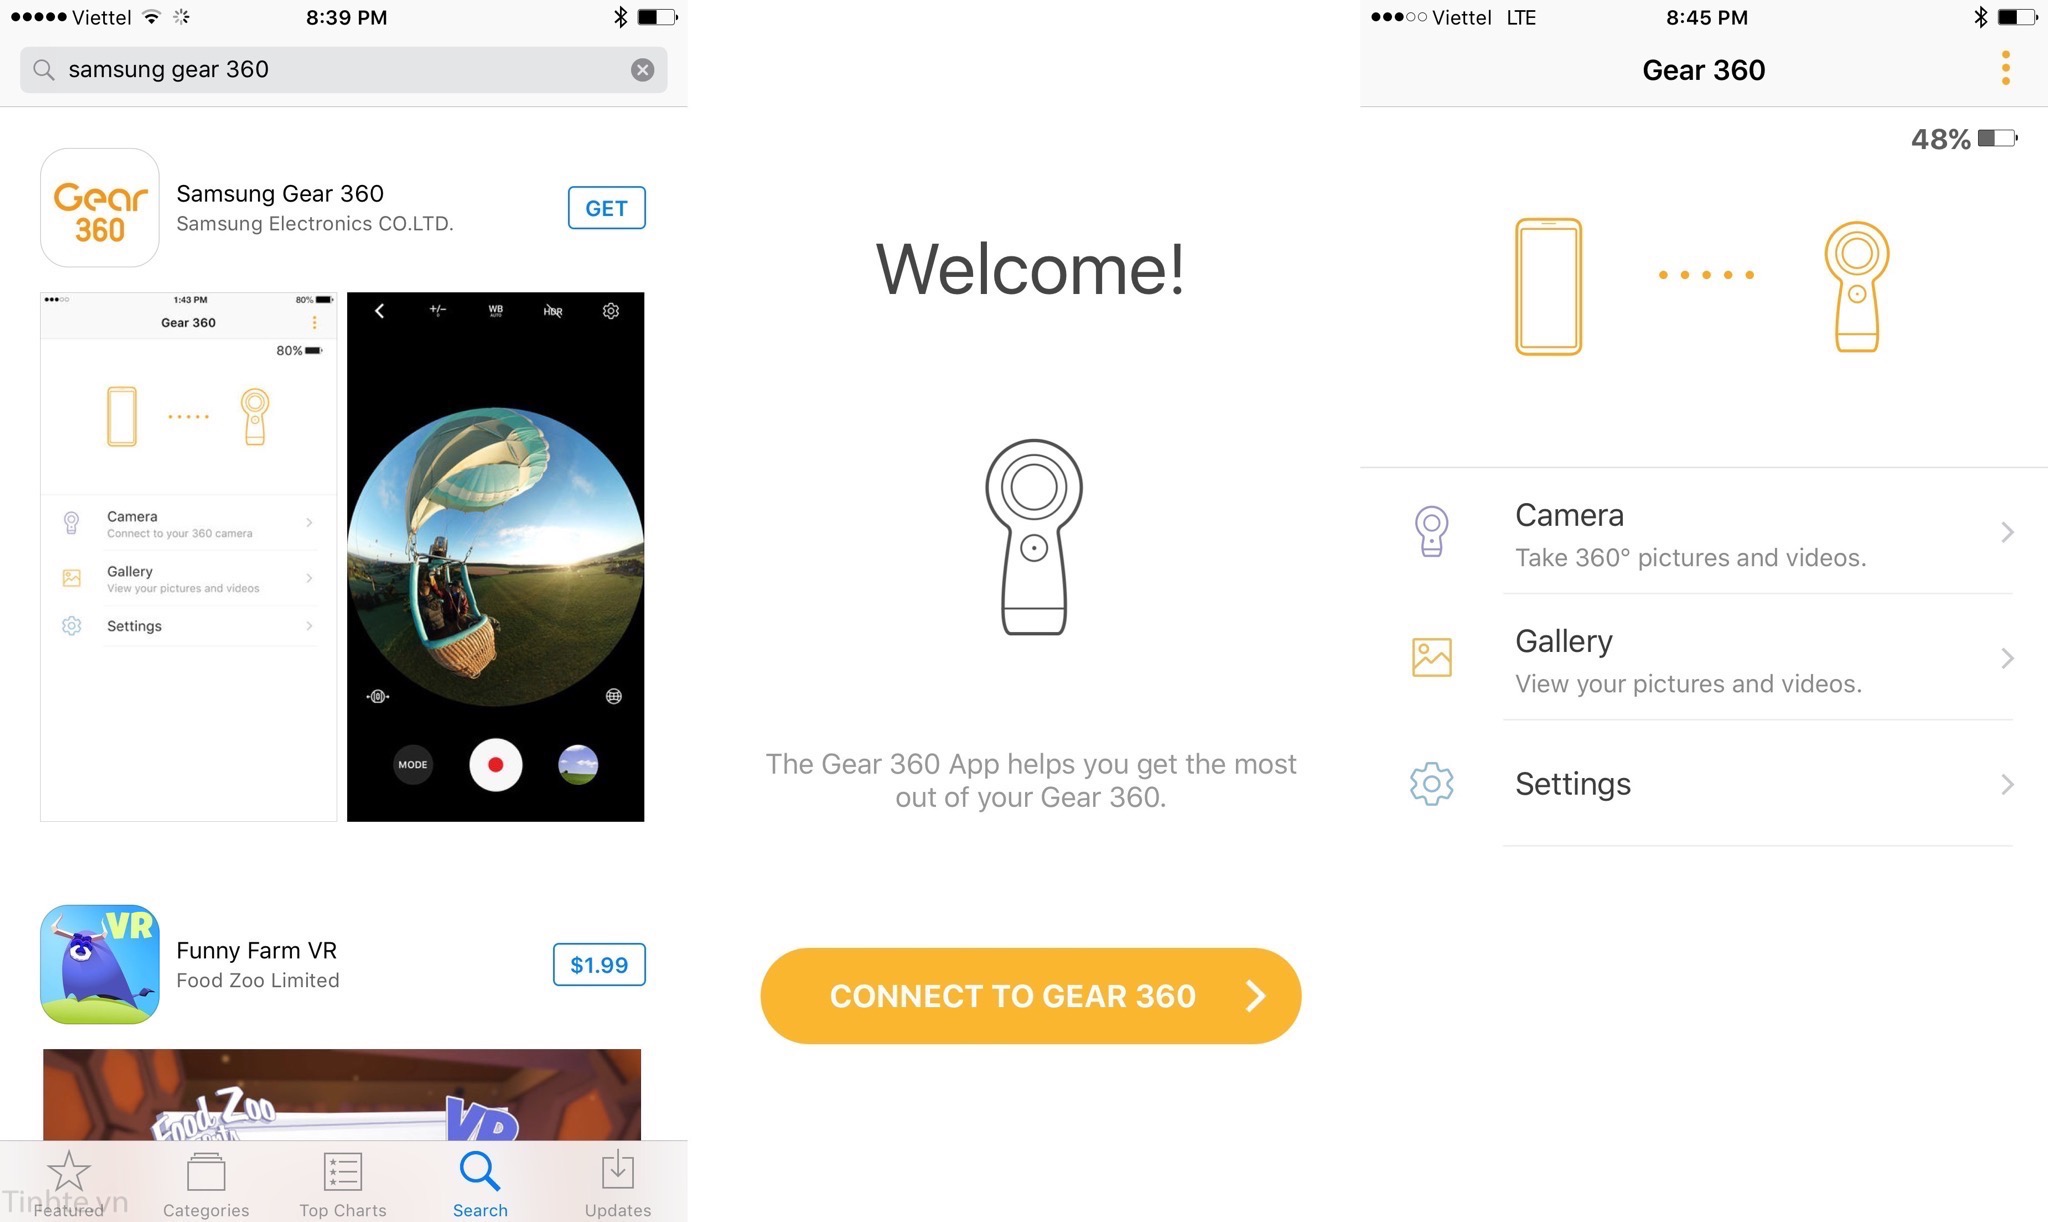 Viettel
8:39 PM
samsung gear 360
Gear
360
Samsung Gear 360
Samsung Electronics CO.LTD.
GET
1:43 PM
80%
Gear 360
80%
Camera
Connect to your 360 camera
Gallery
View your pictures and videos
Settings
+/-
0
WB
AUTO
HDR
MODE
VR
Funny Farm VR
Food Zoo Limited
$1.99
Food Zoo
VR
Featured
Categories
Top Charts
Search
Updates
Tinhte.vn
Welcome!
The Gear 360 App helps you get the most
out of your Gear 360.
CONNECT TO GEAR 360
Viettel LTE
8:45 PM
Gear 360
48%
Camera
Take 360° pictures and videos.
Gallery
View your pictures and videos.
Settings